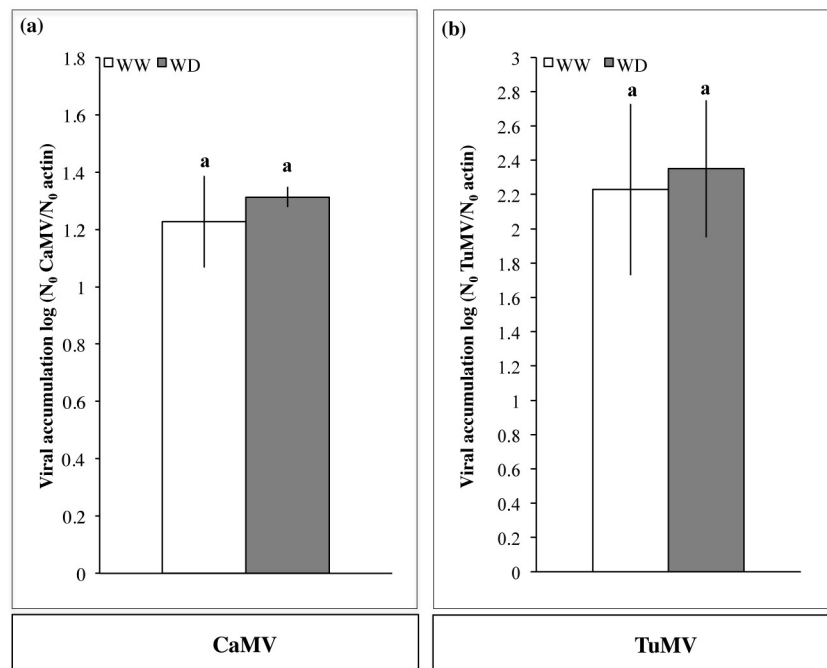 (a)
WW WD
1.8
1.6
1.4
1.2
1
0.8
0.6
0.4
0.2
0
Viral accumulation log (N₀ CaMV/N₀ actin)
a
a
CaMV
(b)
WW WD
3
2.8
2.6
2.4
2.2
2
1.8
1.6
1.4
1.2
1
0.8
0.6
0.4
0.2
0
Viral accumulation log (N₀ TuMV/N₀ actin)
a
a
TuMV